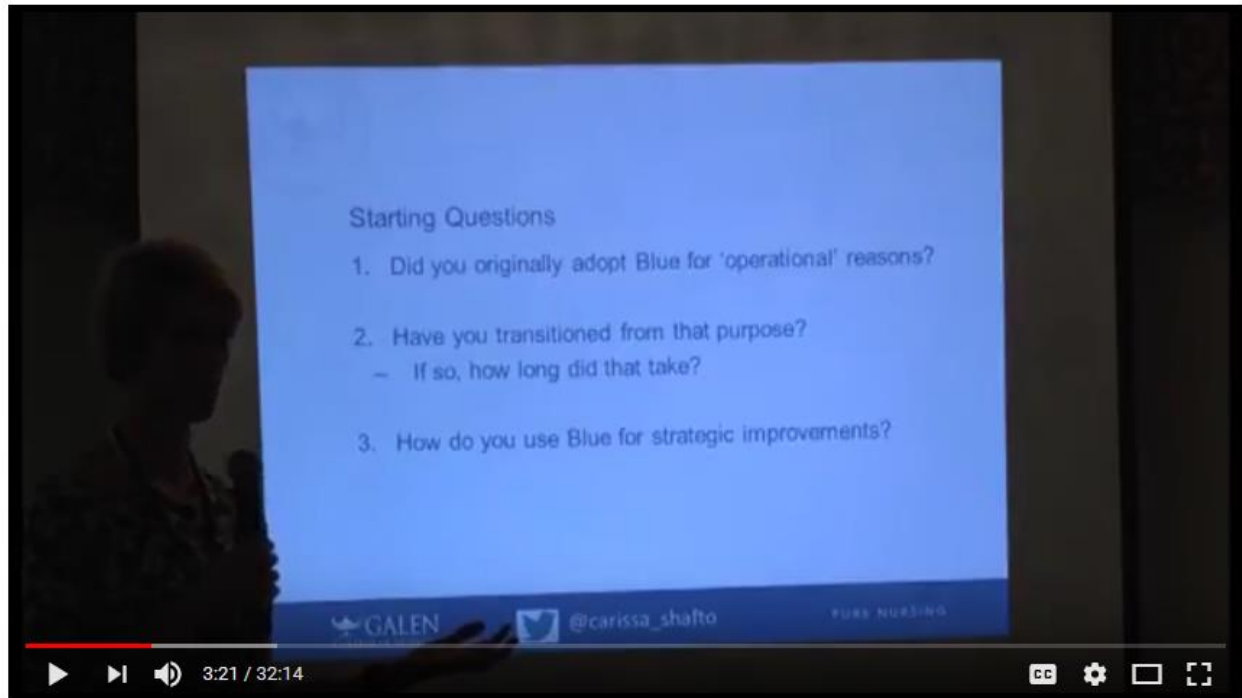 Starting Questions
1. Did you originally adopt Blue for 'operational' reasons?
2. Have you transitioned from that purpose?
– If so, how long did that take?
3. How do you use Blue for strategic improvements?
GALEN
@carissa_shafto
PURE NURSING
3:21 / 32:14
CC